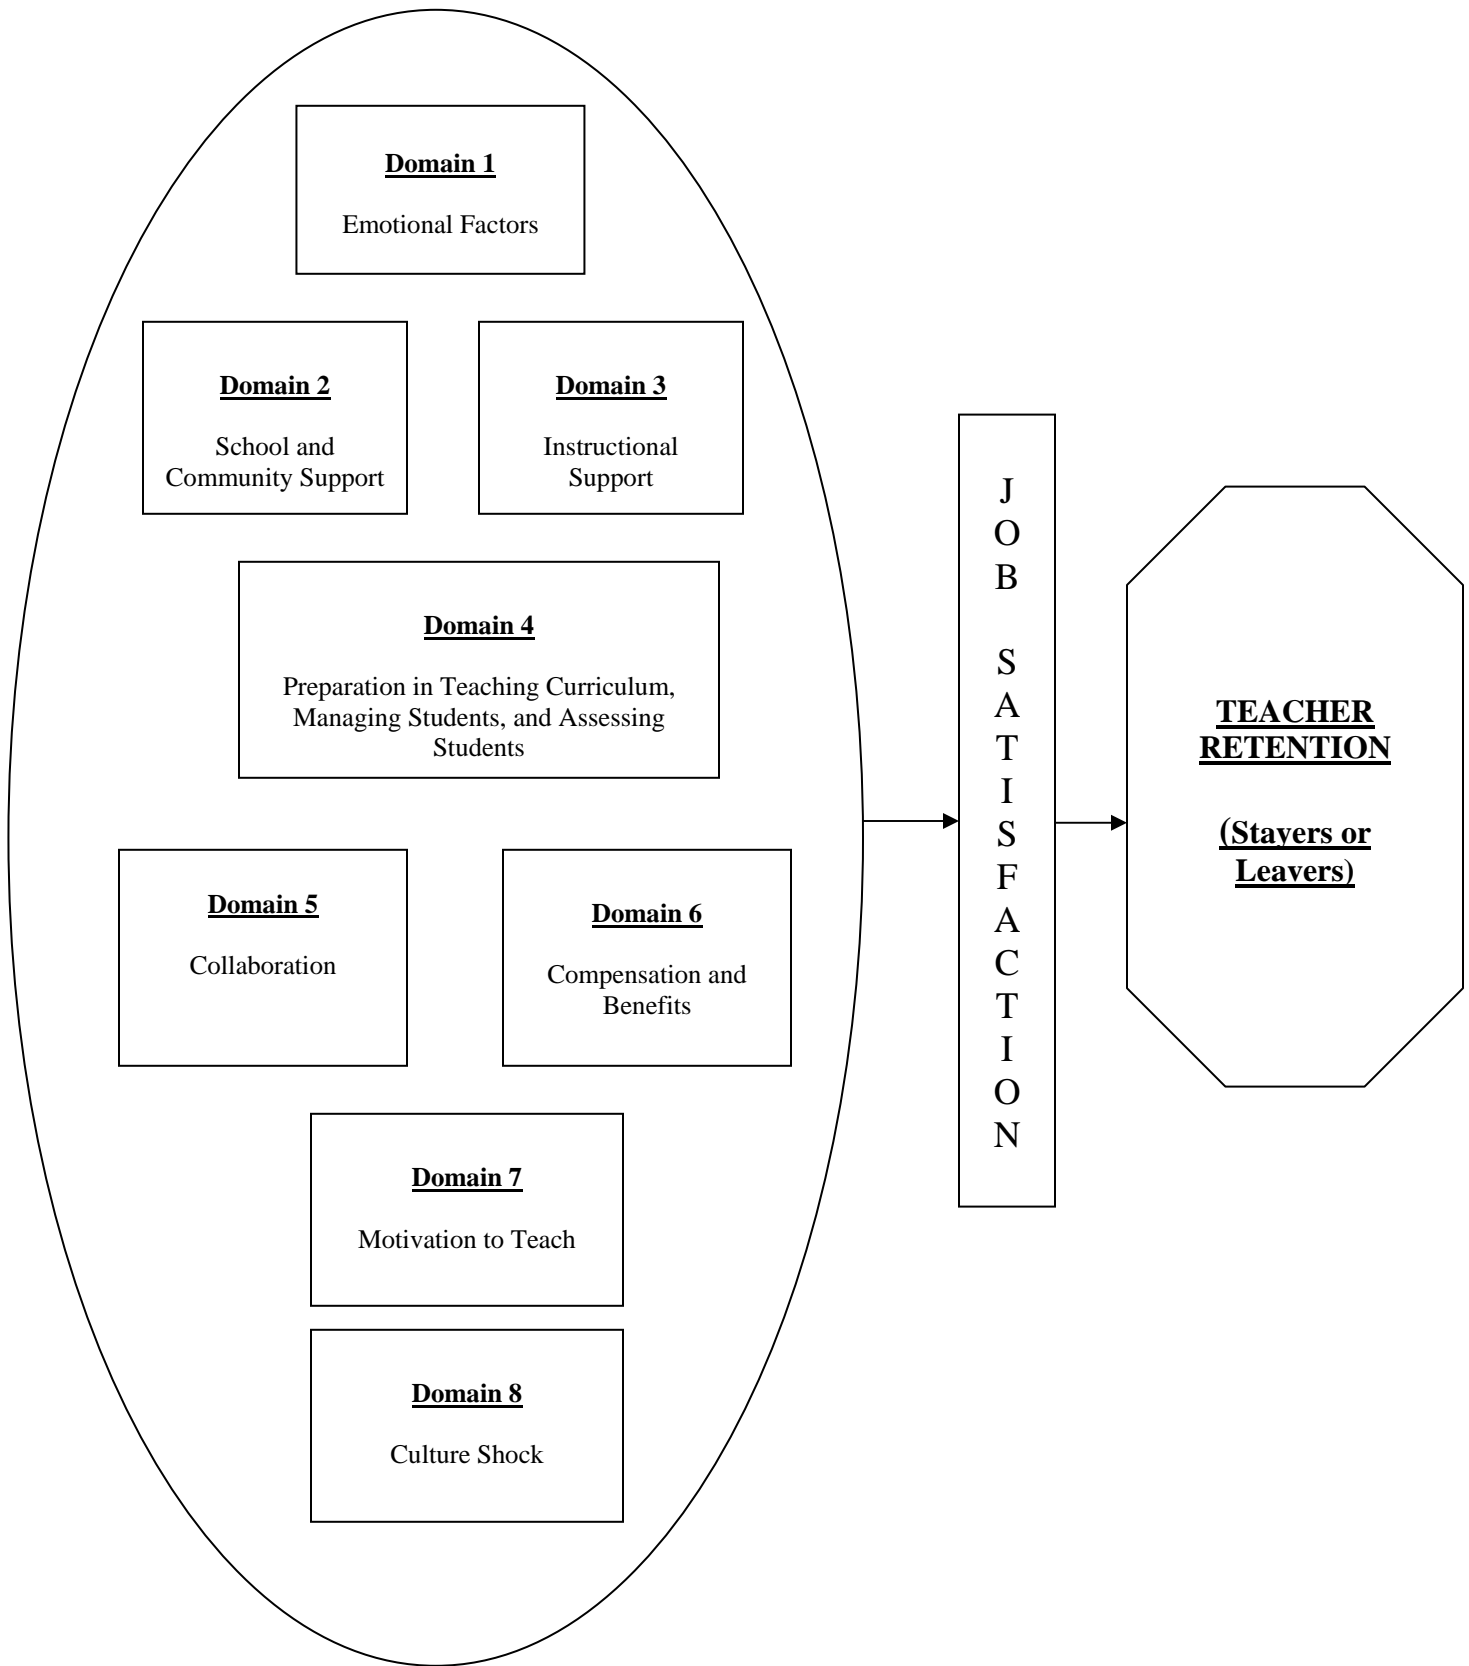 Domain 1
Emotional Factors
Domain 2
School and
Community Support
Domain 3
Instructional
Support
Domain 4
Preparation in Teaching Curriculum,
Managing Students, and Assessing
Students
Domain 5
Collaboration
Domain 6
Compensation and
Benefits
Domain 7
Motivation to Teach
Domain 8
Culture Shock
J
O
B
S
A
T
I
S
F
A
C
T
I
O
N
TEACHER
RETENTION
(Stayers or
Leavers)